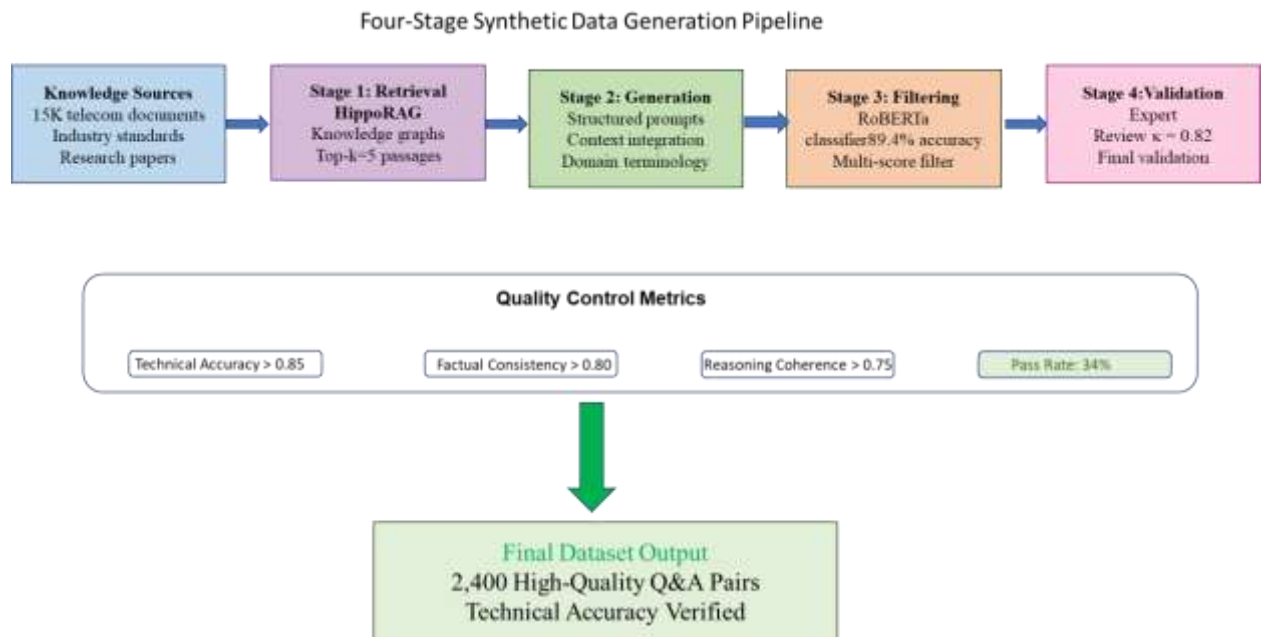 Four-Stage Synthetic Data Generation Pipeline
Knowledge Sources
15K telecom documents
Industry standards
Research papers
Stage 1: Retrieval
HippoRAG
Knowledge graphs
Top-k=5 passages
Stage 2: Generation
Structured prompts
Context integration
Domain terminology
Stage 3: Filtering
RoBERTa
classifier89.4% accuracy
Multi-score filter
Stage 4:Validation
Expert
Review κ = 0.82
Final validation
Quality Control Metrics
Technical Accuracy > 0.85
Factual Consistency > 0.80
Reasoning Coherence > 0.75
Pass Rate: 34%
Final Dataset Output
2,400 High-Quality Q&A Pairs
Technical Accuracy Verified